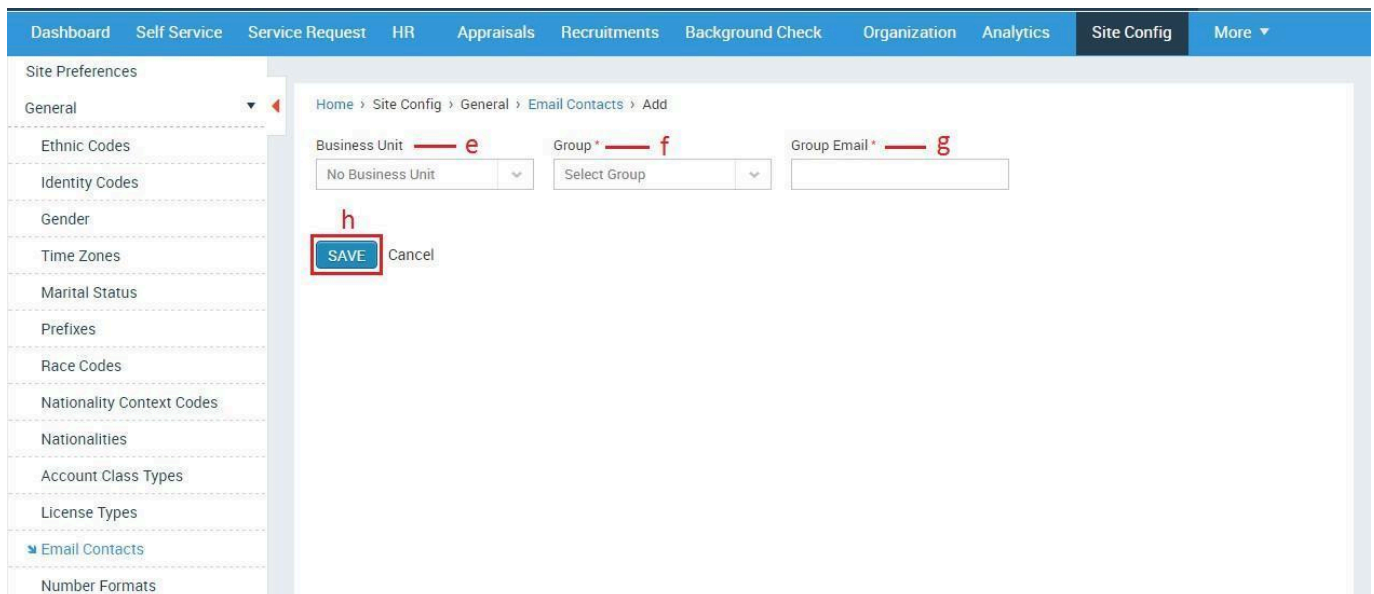 Dashboard Self Service Service Request HR Appraisals Recruitments Background Check Organization Analytics Site Config More
Site Preferences
General
Ethnic Codes
Identity Codes
Gender
Time Zones
Marital Status
Prefixes
Race Codes
Nationality Context Codes
Nationalities
Account Class Types
License Types
Email Contacts
Number Formats
Home › Site Config › General › Email Contacts › Add
Business Unit e Group * f Group Email * g
No Business Unit Select Group
h
SAVE Cancel